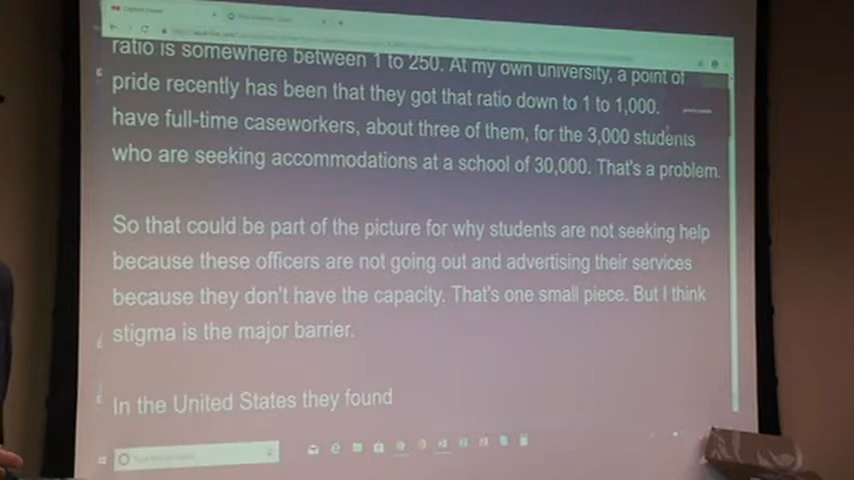 ratio is somewhere between 1 to 250. At my own university, a point of
pride recently has been that they got that ratio down to 1 to 1,000.
have full-time caseworkers, about three of them, for the 3,000 students
who are seeking accommodations at a school of 30,000. That's a problem.
So that could be part of the picture for why students are not seeking help
because these officers are not going out and advertising their services
because they don't have the capacity. That's one small piece. But I think
stigma is the major barrier.
In the United States they found